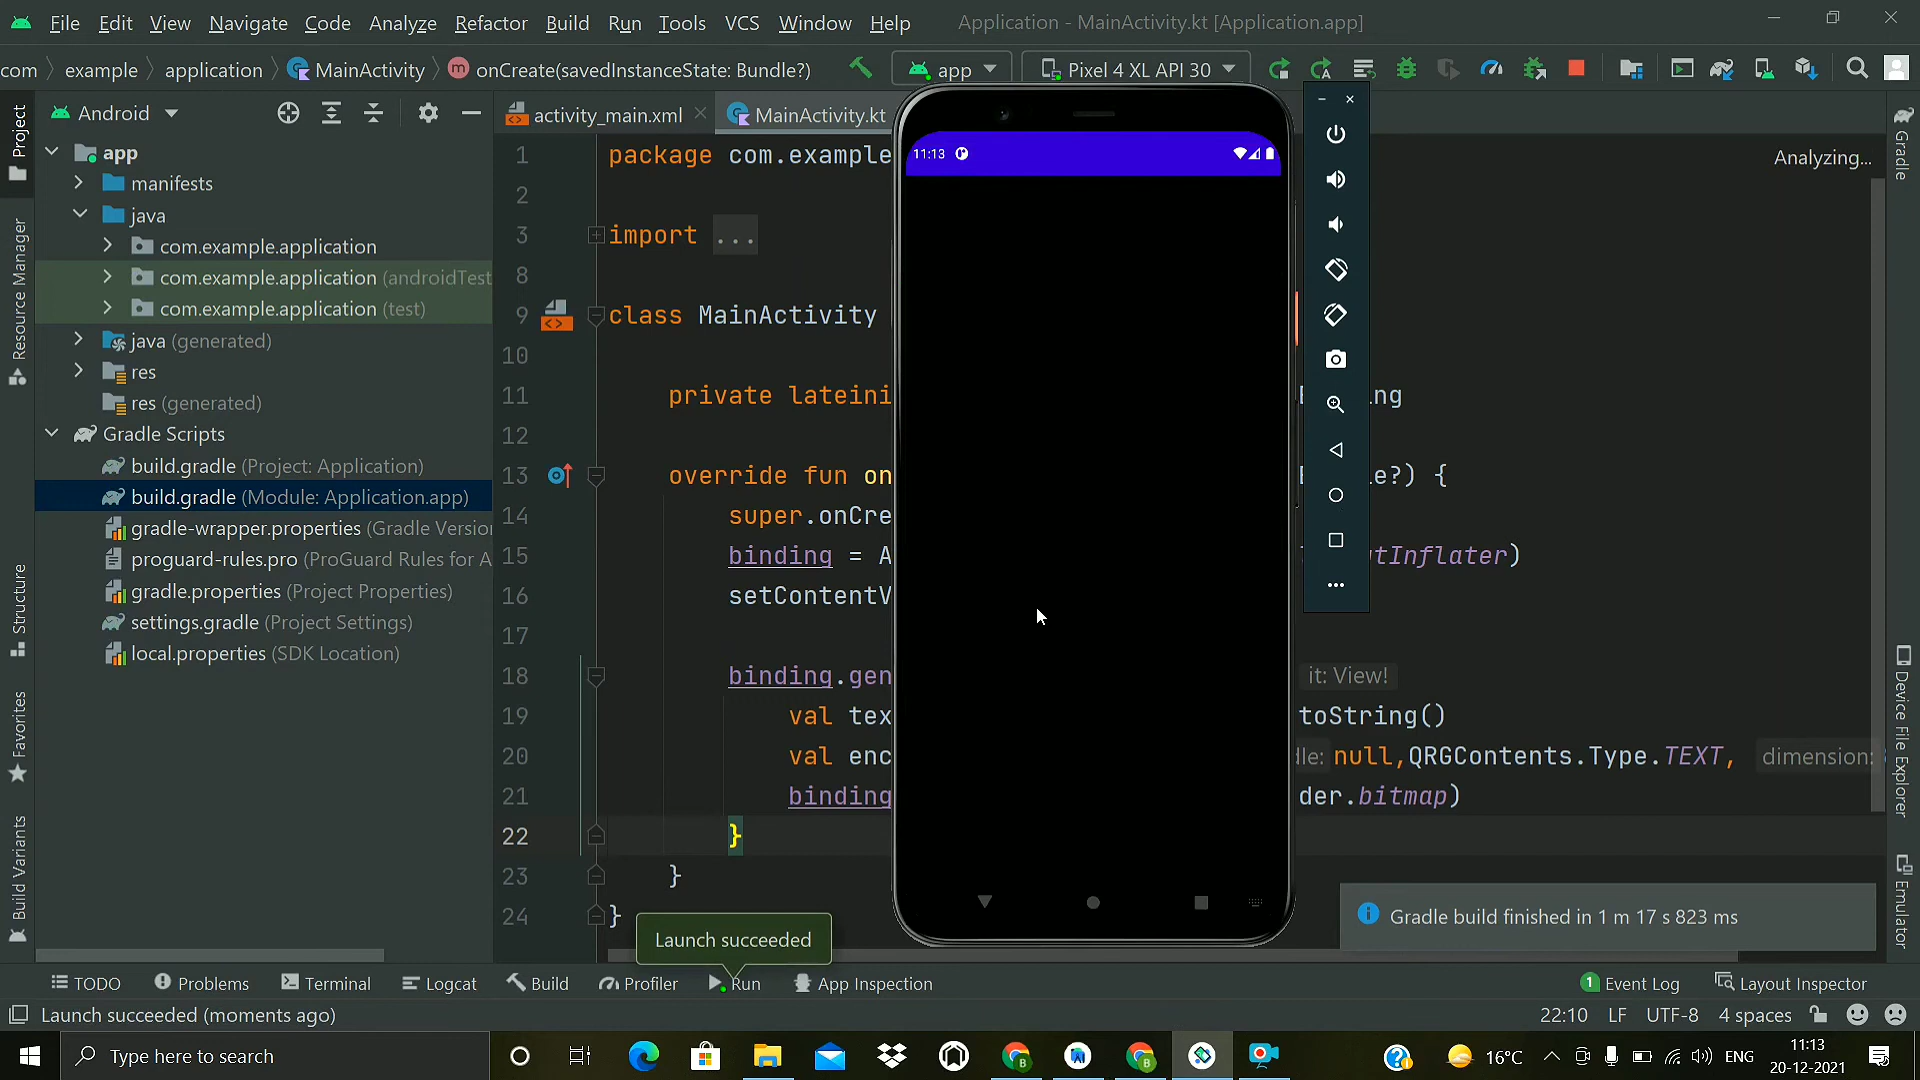 File Edit View Navigate Code Analyze Refactor Build Run Tools VCS Window Help Application - MainActivity.kt [Application.app]
com example application MainActivity onCreate(savedInstanceState: Bundle?) app Pixel 4 XL API 30
Project
Android
app
manifests
java
com.example.application
com.example.application (androidTest
com.example.application (test)
java (generated)
res
res (generated)
Gradle Scripts
build.gradle (Project: Application)
build.gradle (Module: Application.app)
gradle-wrapper.properties (Gradle Version
proguard-rules.pro (ProGuard Rules for A
gradle.properties (Project Properties)
settings.gradle (Project Settings)
local.properties (SDK Location)
Resource Manager
Structure
Favorites
Build Variants
activity_main.xml MainActivity.kt
1 package com.example
2
3 import ...
8
9 class MainActivity
10
11 private lateini ng
12
13 override fun on e?) {
14 super.onCre
15 binding = A tInflater)
16 setContentV
17
18 binding.gen it: View!
19 val tex toString()
20 val enc dle: null,QRGContents.Type.TEXT, dimension:
21 binding der.bitmap)
22 }
23 }
24 }
Analyzing...
11:13
Gradle
Device File Explorer
Emulator
Launch succeeded
Gradle build finished in 1 m 17 s 823 ms
TODO Problems Terminal Logcat Build Profiler Run App Inspection 1 Event Log Layout Inspector
Launch succeeded (moments ago) 22:10 LF UTF-8 4 spaces
Type here to search 16°C ENG 11:13
20-12-2021